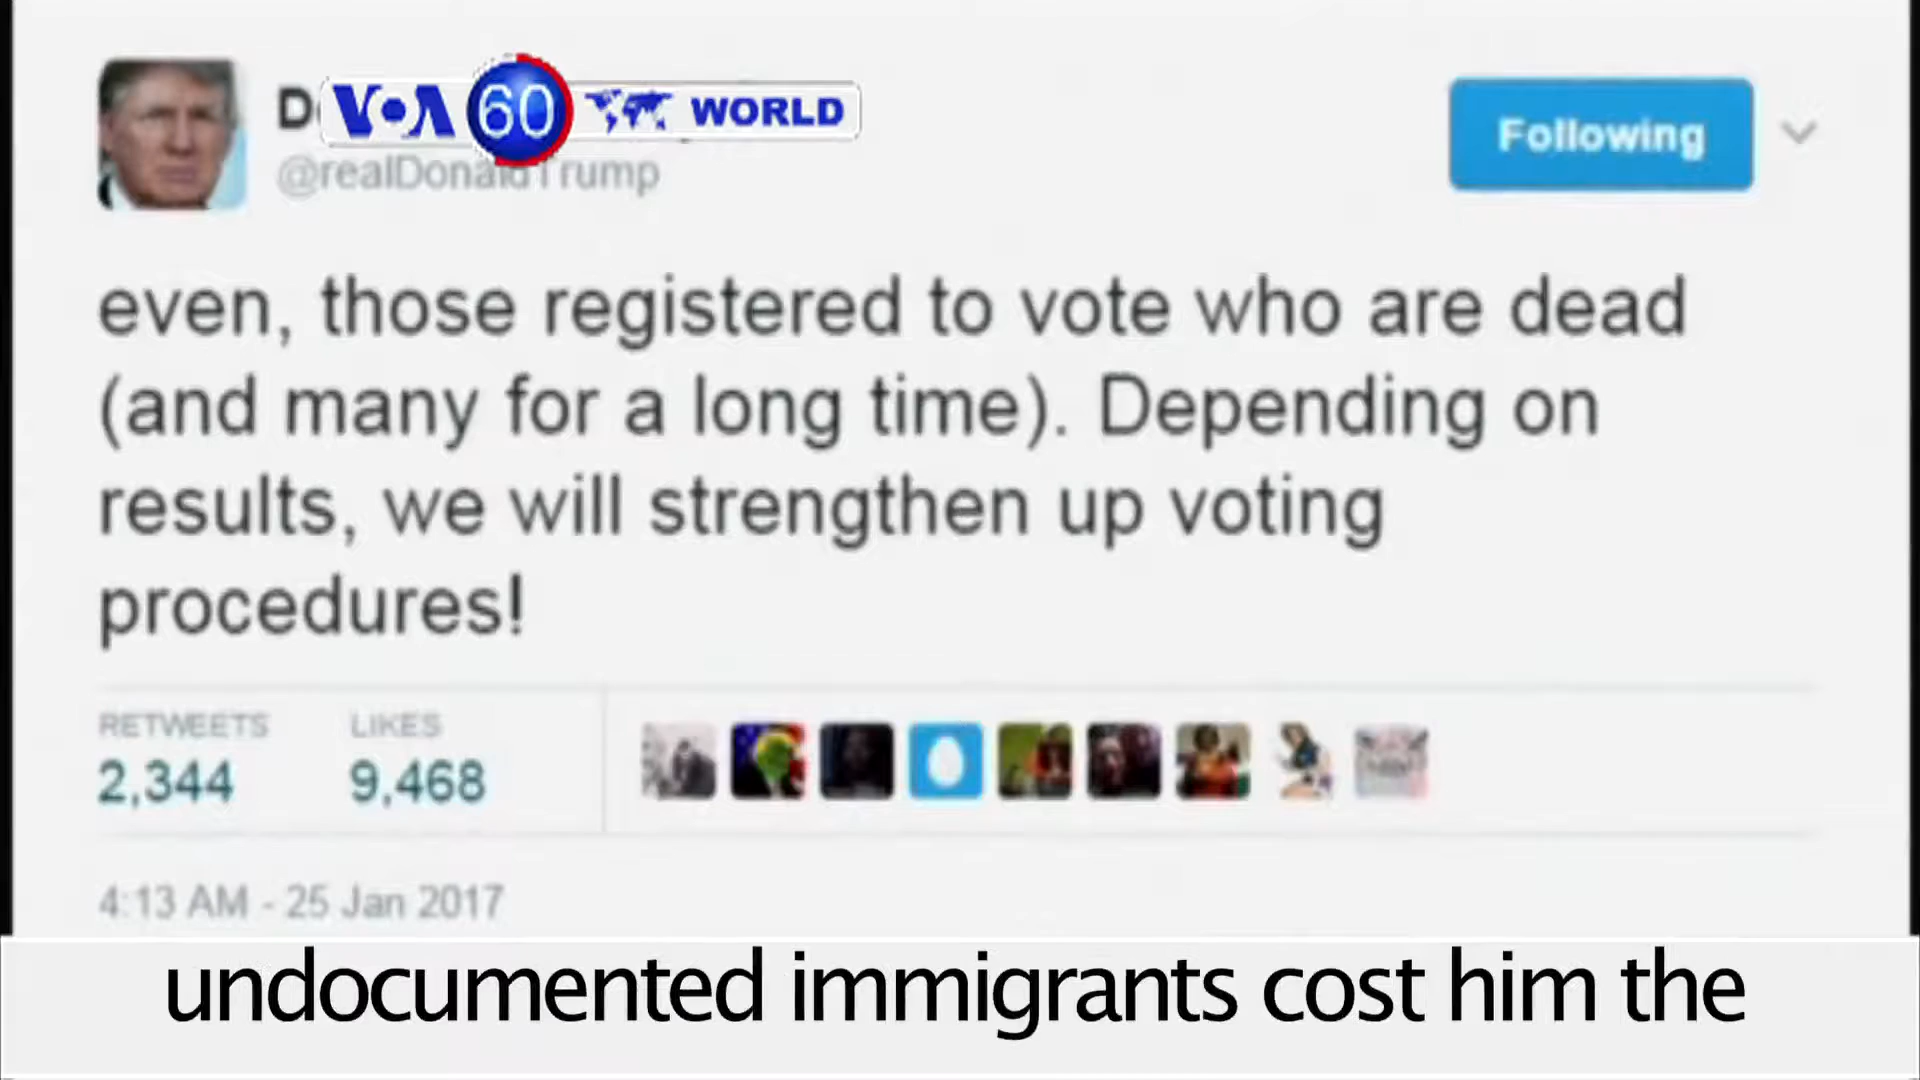 VOA 60 WORLD
@realDonaldTrump
Following
even, those registered to vote who are dead
(and many for a long time). Depending on
results, we will strengthen up voting
procedures!
RETWEETS LIKES
2,344 9,468
4:13 AM - 25 Jan 2017
undocumented immigrants cost him the